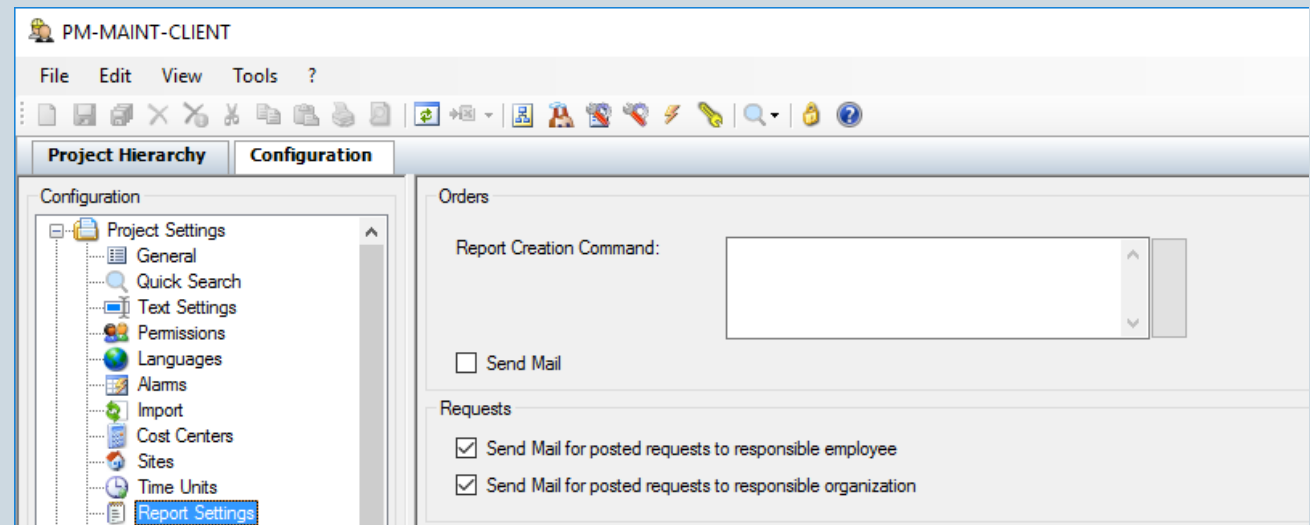 PM-MAINT-CLIENT
File Edit View Tools ?
Project Hierarchy Configuration
Configuration
Project Settings
General
Quick Search
Text Settings
Permissions
Languages
Alarms
Import
Cost Centers
Sites
Time Units
Report Settings
Orders
Report Creation Command:
Send Mail
Requests
Send Mail for posted requests to responsible employee
Send Mail for posted requests to responsible organization